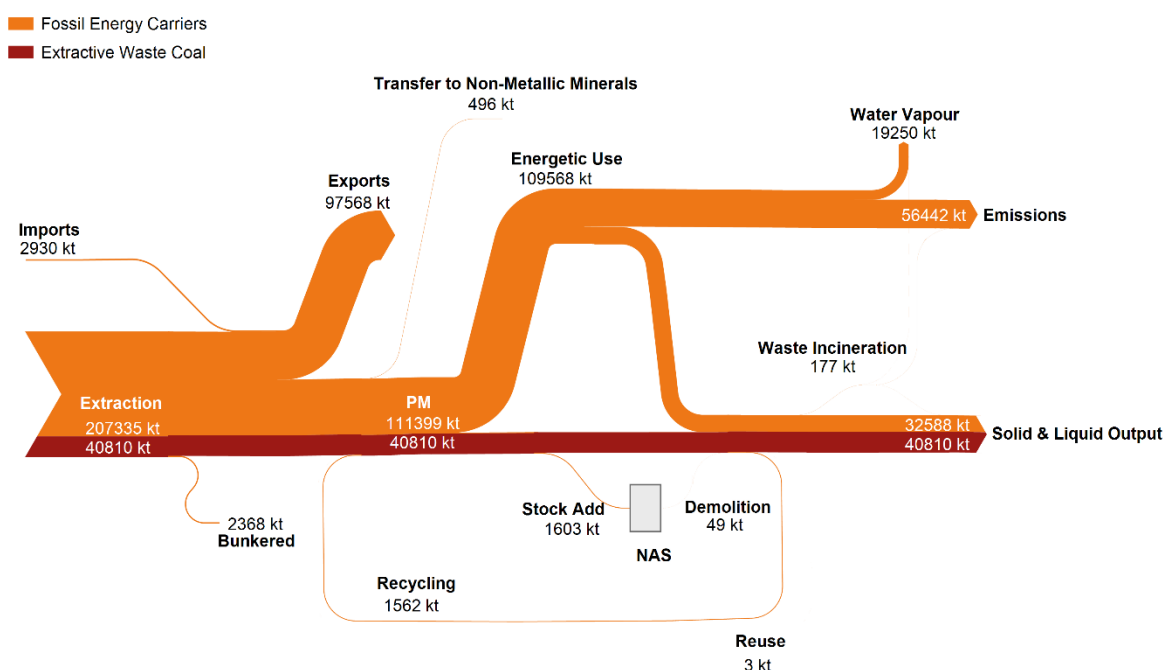 Fossil Energy Carriers
Extractive Waste Coal
Transfer to Non-Metallic Minerals
496 kt
Water Vapour
19250 kt
Energetic Use
109568 kt
Exports
97568 kt
Imports
2930 kt
56442 kt
Emissions
Waste Incineration
177 kt
Extraction
207335 kt
40810 kt
PM
111399 kt
40810 kt
32588 kt
40810 kt
Solid & Liquid Output
2368 kt
Bunkered
Stock Add
1603 kt
NAS
Demolition
49 kt
Recycling
1562 kt
Reuse
3 kt